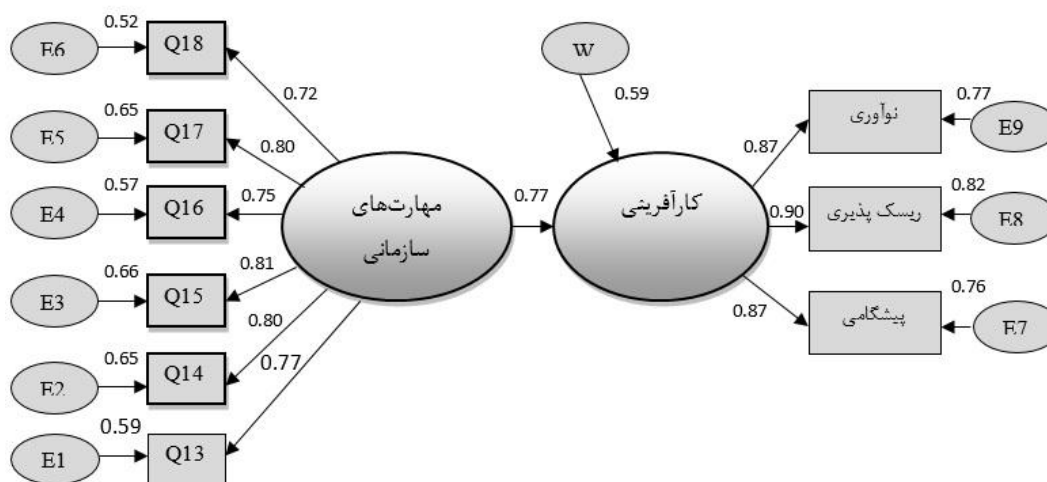 E6
0.52
Q18
0.72
E5
0.65
Q17
0.80
E4
0.57
Q16
0.75
E3
0.66
Q15
0.81
E2
0.65
Q14
0.80
E1
0.59
Q13
0.77
مهارت‌های
سازمانی
0.77
W
0.59
کارآفرینی
0.87
نوآوری
0.77
E9
0.90
ریسک پذیری
0.82
E8
0.87
پیشگامی
0.76
E7